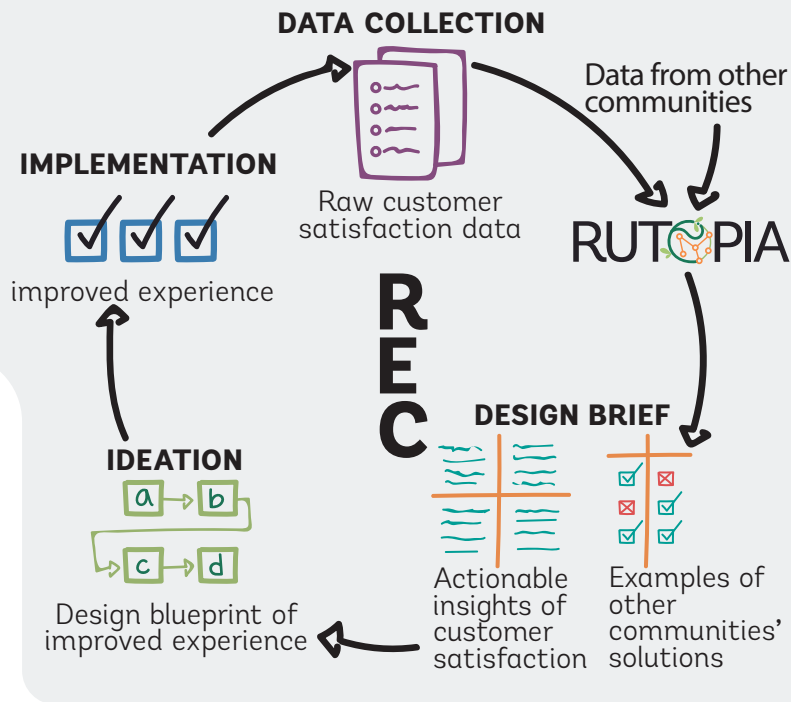 DATA COLLECTION
Raw customer
satisfaction data
Data from other
communities
RUTOPIA
DESIGN BRIEF
Actionable
insights of
customer
satisfaction
Examples of
other
communities’
solutions
IDEATION
a
b
c
d
Design blueprint of
improved experience
IMPLEMENTATION
improved experience
R
E
C